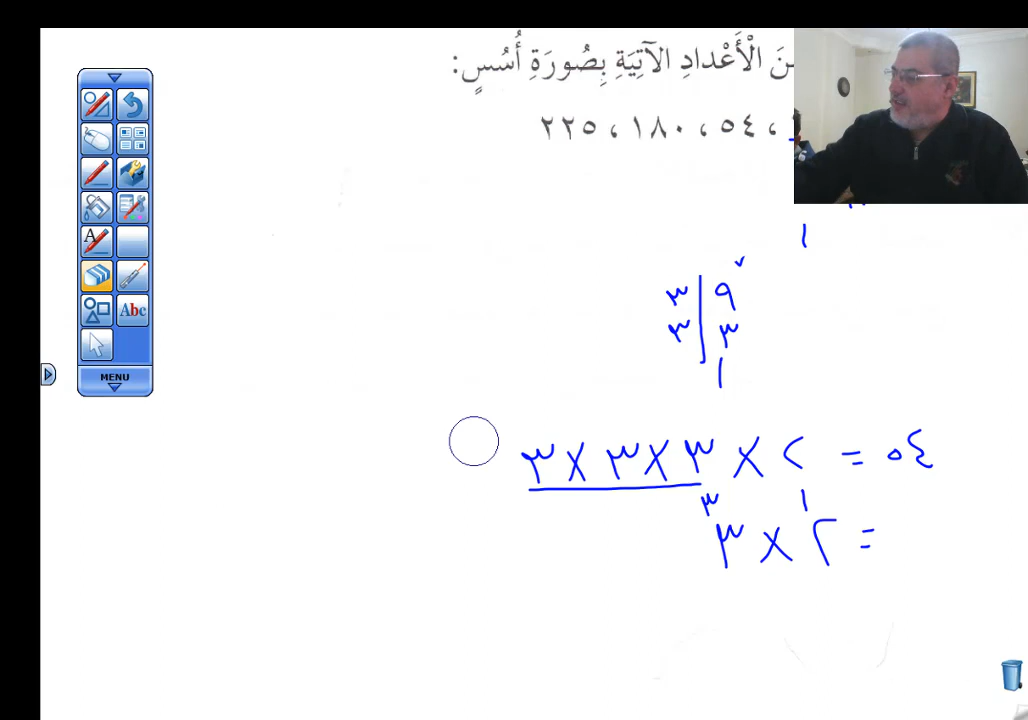 الْأَعْدادِ الآتِيَةِ بِصُورَةِ أُسُسٍ:
، ٥٤ ، ١٨٠ ، ٢٢٥
١
٣ | ٩
٣ | ٣
١
٥٤ = ٢ × ٣ × ٣ × ٣
= ٢^١ × ٣^٣
A
Abc
MENU